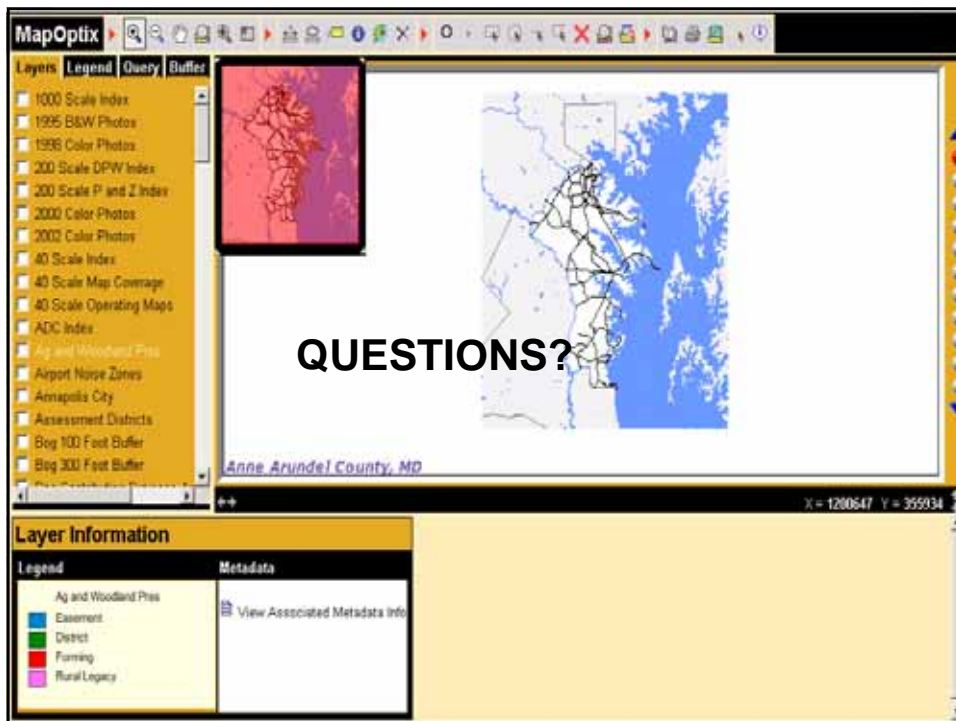 MapOptix
Layers Legend Query Buffer
1000 Scale Index
1995 B&W Photos
1998 Color Photos
200 Scale DPW Index
200 Scale P and Z Index
2000 Color Photos
2002 Color Photos
40 Scale Index
40 Scale Map Coverage
40 Scale Operating Maps
ADC Index
Ag and Woodland Pres
Airport Noise Zones
Annapolis City
Assessment Districts
Bog 100 Foot Buffer
Bog 300 Foot Buffer
QUESTIONS?
Anne Arundel County, MD
X = 1200647 Y = 355934
Layer Information
Legend
Ag and Woodland Pres
Easement
District
Forming
Rural Legacy
Metadata
View Associated Metadata Info